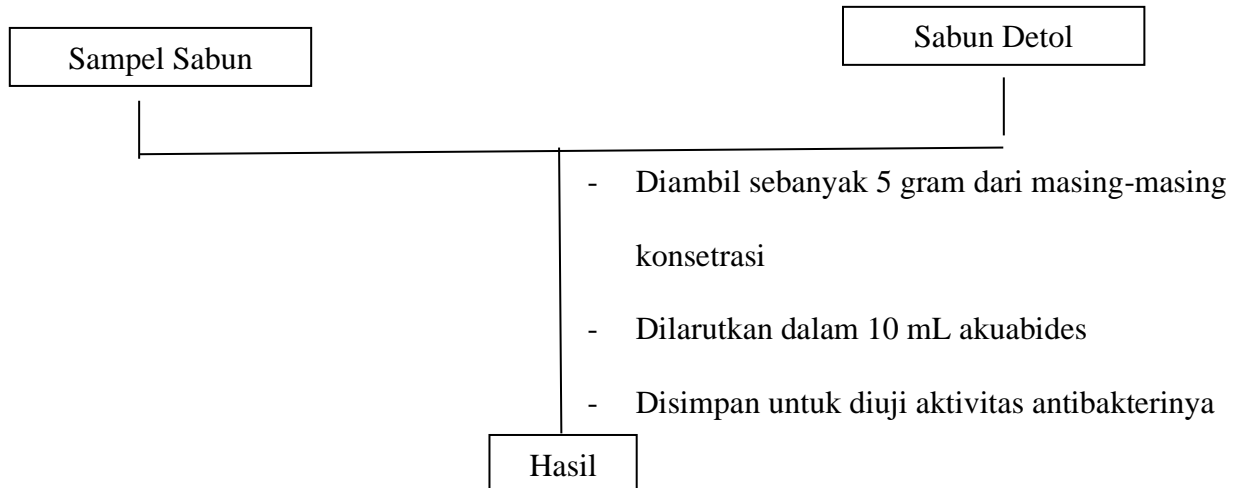 Sampel Sabun
Sabun Detol
- Diambil sebanyak 5 gram dari masing-masing
konsetrasi
- Dilarutkan dalam 10 mL akuabides
- Disimpan untuk diuji aktivitas antibakterinya
Hasil